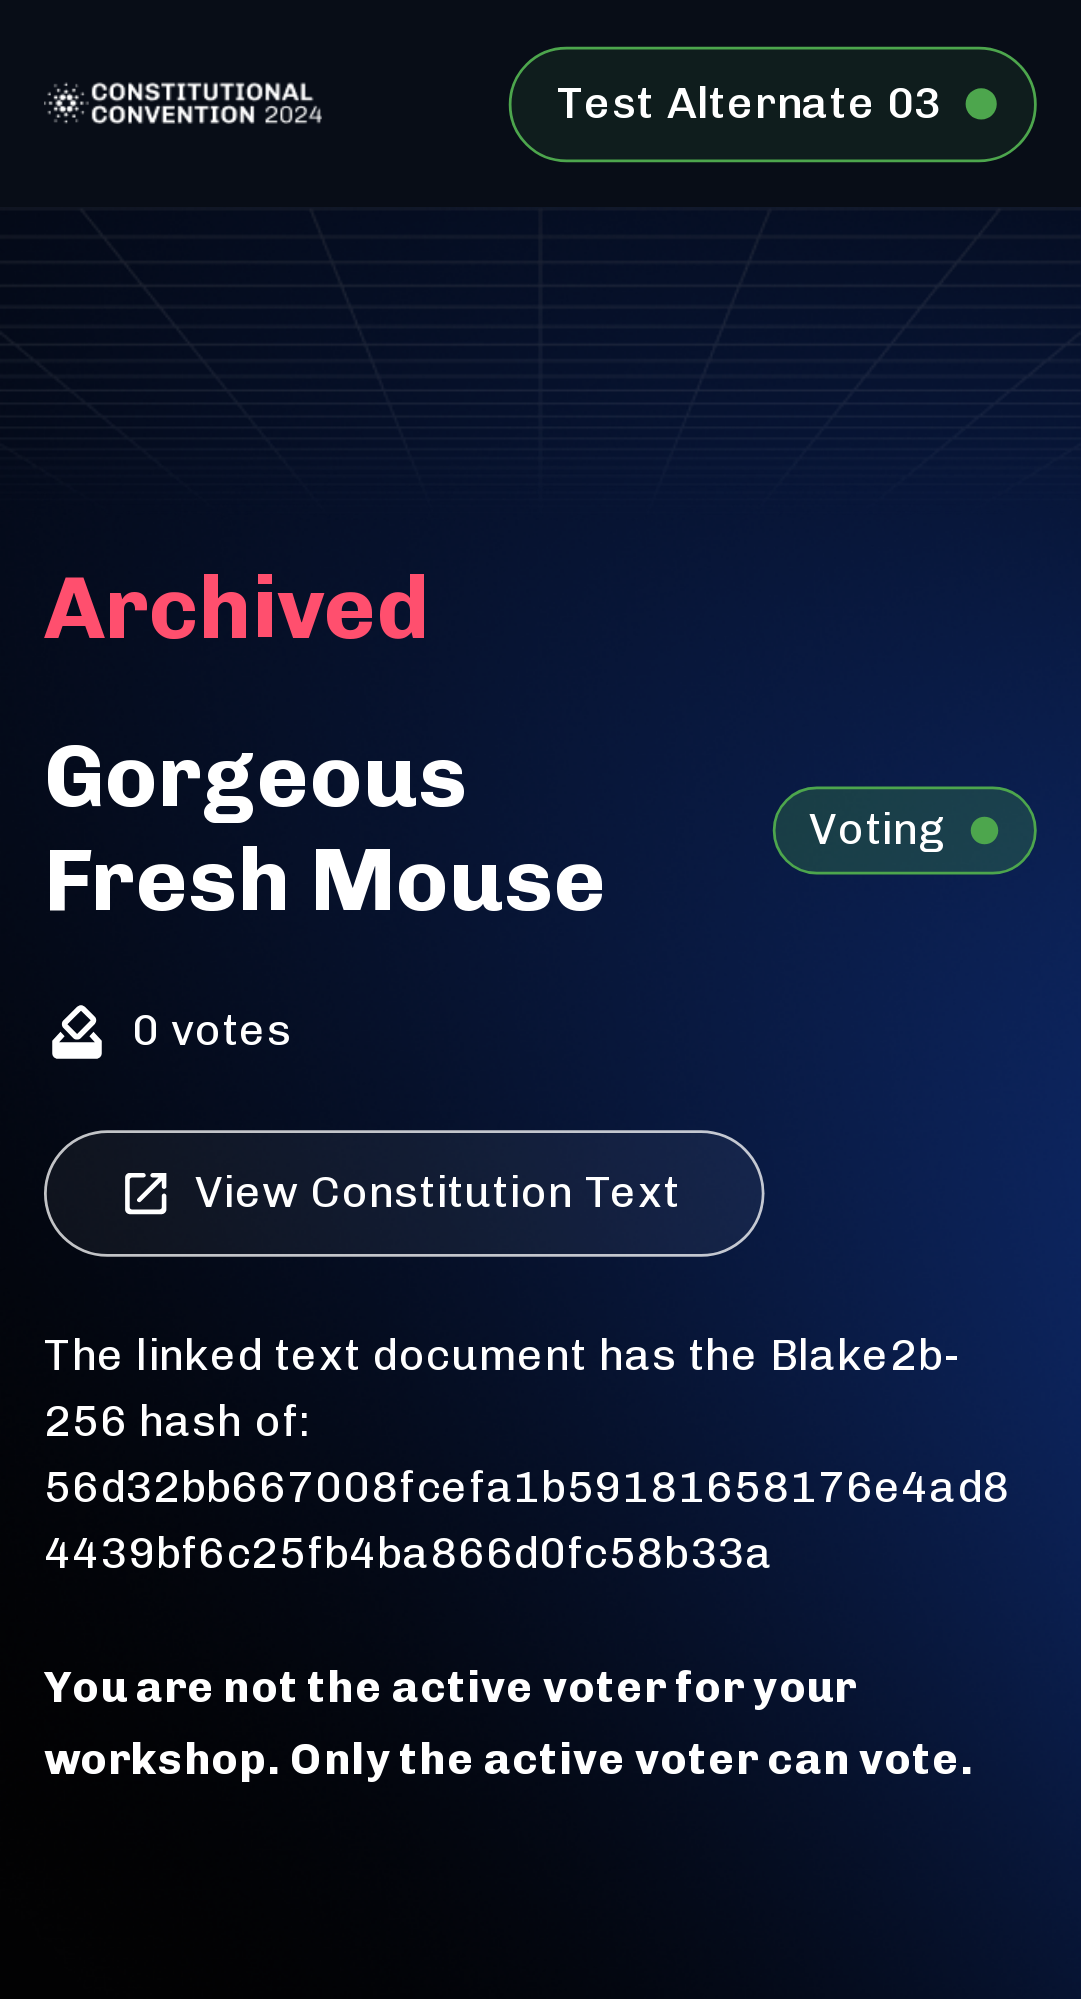 CONSTITUTIONAL
CONVENTION 2024
Test Alternate 03
Archived
Gorgeous
Fresh Mouse
Voting
0 votes
View Constitution Text
The linked text document has the Blake2b-
256 hash of:
56d32bb667008fcefa1b59181658176e4ad8
4439bf6c25fb4ba866d0fc58b33a
You are not the active voter for your
workshop. Only the active voter can vote.